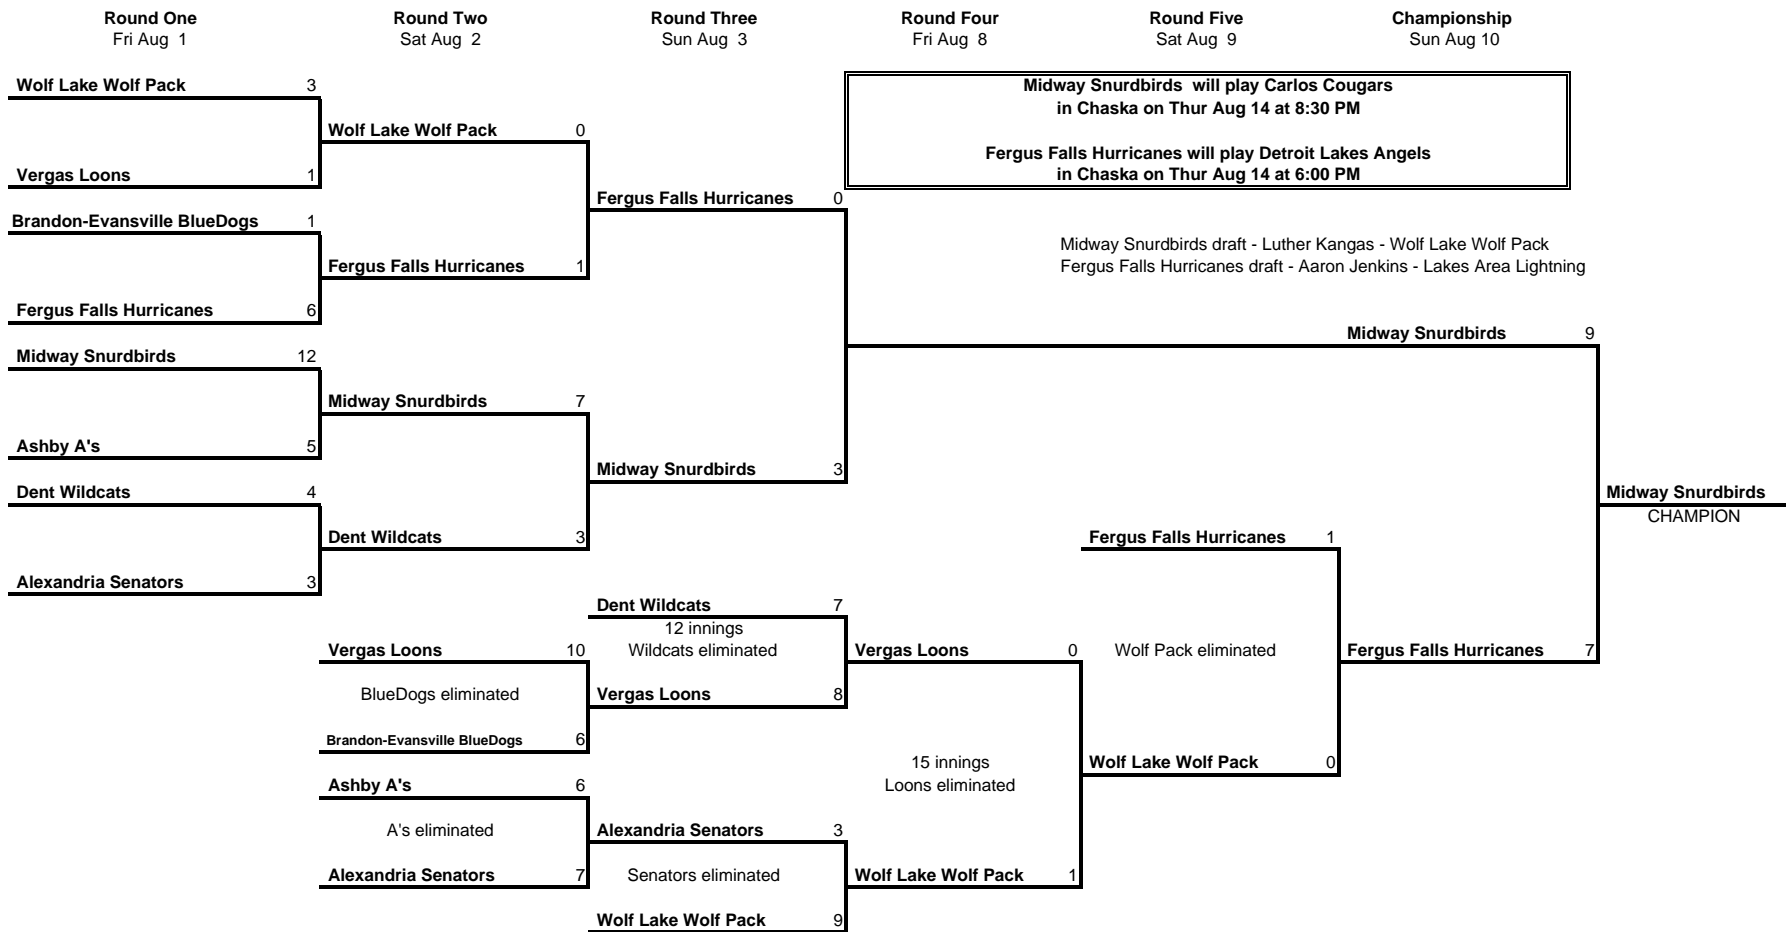 Round One Round Two Round Three Round Four Round Five Championship
Fri Aug 1 Sat Aug 2 Sun Aug 3 Fri Aug 8 Sat Aug 9 Sun Aug 10
Wolf Lake Wolf Pack 3
Midway Snurdbirds will play Carlos Cougars
in Chaska on Thur Aug 14 at 8:30 PM
Wolf Lake Wolf Pack 0
Fergus Falls Hurricanes will play Detroit Lakes Angels
Vergas Loons 1
in Chaska on Thur Aug 14 at 6:00 PM
Fergus Falls Hurricanes 0
Brandon-Evansville BlueDogs 1
Midway Snurdbirds draft - Luther Kangas - Wolf Lake Wolf Pack
Fergus Falls Hurricanes 1
Fergus Falls Hurricanes draft - Aaron Jenkins - Lakes Area Lightning
Fergus Falls Hurricanes 6
Midway Snurdbirds 9
Midway Snurdbirds 12
Midway Snurdbirds 7
Ashby A's 5
Midway Snurdbirds 3
Dent Wildcats 4
Midway Snurdbirds
CHAMPION
Dent Wildcats 3
Fergus Falls Hurricanes 1
Alexandria Senators 3
Dent Wildcats 7
12 innings
Vergas Loons 10
Wildcats eliminated
Vergas Loons 0
Wolf Pack eliminated
Fergus Falls Hurricanes 7
BlueDogs eliminated
Vergas Loons 8
Brandon-Evansville BlueDogs 6
15 innings
Wolf Lake Wolf Pack 0
Ashby A's 6
Loons eliminated
A's eliminated
Alexandria Senators 3
Alexandria Senators 7
Senators eliminated
Wolf Lake Wolf Pack 1
Wolf Lake Wolf Pack 9